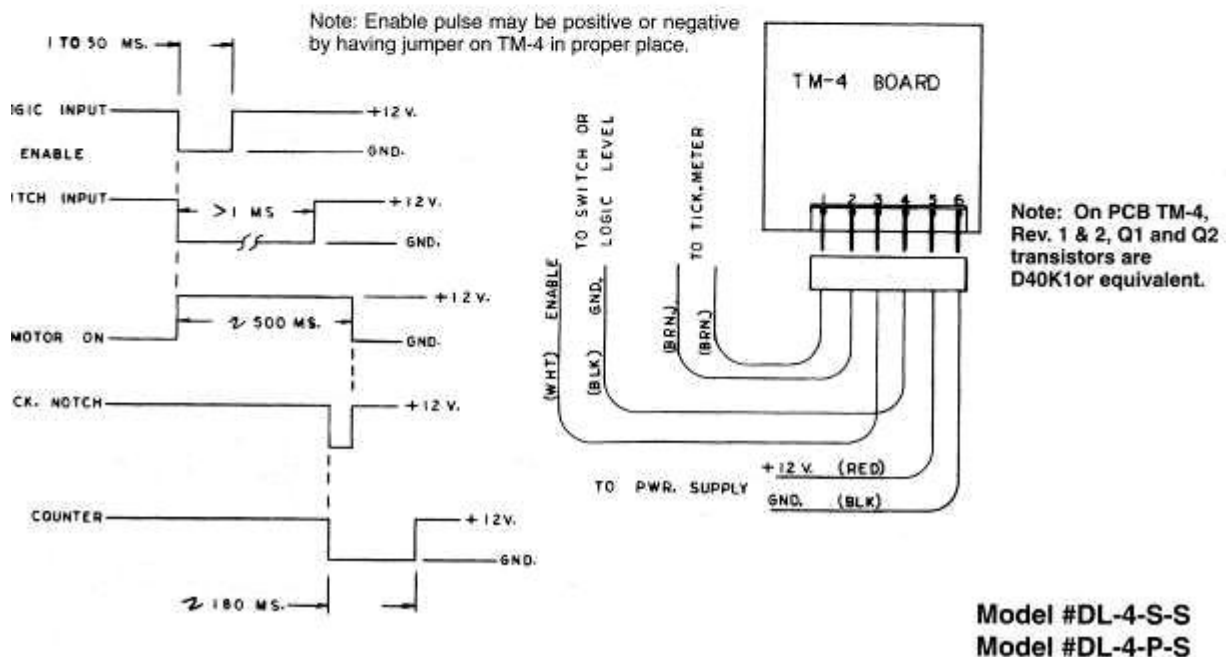 Note: Enable pulse may be positive or negative
by having jumper on TM-4 in proper place.
1 TO 50 MS.
GIC INPUT
+12 V.
GND.
ENABLE
TCH INPUT
>1 MS
+12 V.
GND.
+12 V.
~ 500 MS.
MOTOR ON
GND.
CK. NOTCH
+12 V.
COUNTER
+12V.
GND.
~ 180 MS.
TM-4 BOARD
1 2 3 4 5 6
TO SWITCH OR
LOGIC LEVEL
TO TICK.METER
(WHT) ENABLE
(BLK) GND.
(BRN.)
(BRN)
+12 V. (RED)
TO PWR. SUPPLY
GND. (BLK)
Note: On PCB TM-4,
Rev. 1 & 2, Q1 and Q2
transistors are
D40K1or equivalent.
Model #DL-4-S-S
Model #DL-4-P-S